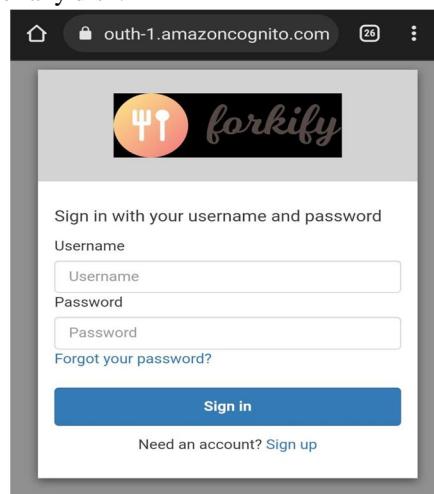 outh-1.amazoncognito.com
26
forkify
Sign in with your username and password
Username
Username
Password
Password
Forgot your password?
Sign in
Need an account? Sign up